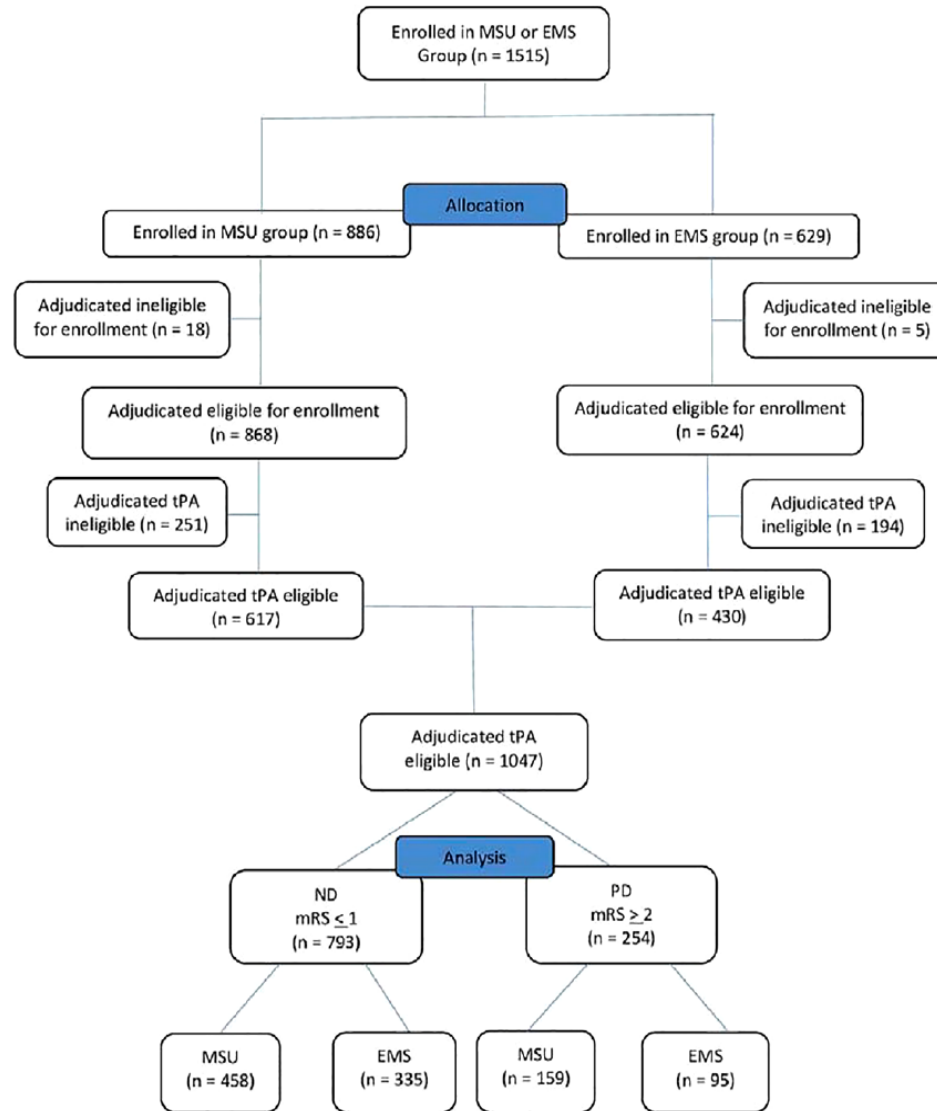 Enrolled in MSU or EMS
Group (n = 1515)
Allocation
Enrolled in MSU group (n = 886)
Enrolled in EMS group (n = 629)
Adjudicated ineligible
for enrollment (n = 18)
Adjudicated ineligible
for enrollment (n = 5)
Adjudicated eligible for enrollment
(n = 868)
Adjudicated eligible for enrollment
(n = 624)
Adjudicated tPA
ineligible (n = 251)
Adjudicated tPA
ineligible (n = 194)
Adjudicated tPA eligible
(n = 617)
Adjudicated tPA eligible
(n = 430)
Adjudicated tPA
eligible (n = 1047)
Analysis
ND
mRS ≤ 1
(n = 793)
PD
mRS ≥ 2
(n = 254)
MSU
(n = 458)
EMS
(n = 335)
MSU
(n = 159)
EMS
(n = 95)